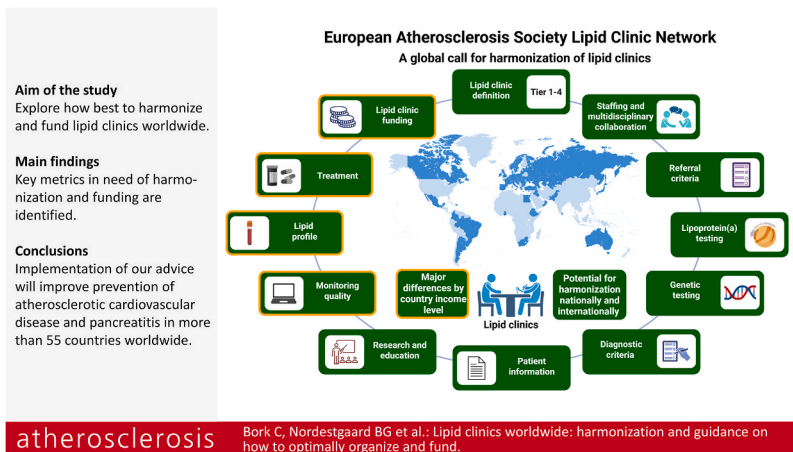 European Atherosclerosis Society Lipid Clinic Network
A global call for harmonization of lipid clinics
Aim of the study
Explore how best to harmonize
and fund lipid clinics worldwide.
Main findings
Key metrics in need of harmo-
nization and funding are
identified.
Conclusions
Implementation of our advice
will improve prevention of
atherosclerotic cardiovascular
disease and pancreatitis in more
than 55 countries worldwide.
Lipid clinic
definition
Tier 1-4
Staffing and
multidisciplinary
collaboration
Referral
criteria
Lipoprotein(a)
testing
Genetic
testing
Diagnostic
criteria
Patient
information
Research and
education
Monitoring
quality
Lipid
profile
Treatment
Lipid clinic
funding
Major
differences by
country income
level
Lipid clinics
Potential for
harmonization
nationally and
internationally
atherosclerosis
Bork C, Nordestgaard BG et al.: Lipid clinics worldwide: harmonization and guidance on
how to optimally organize and fund.